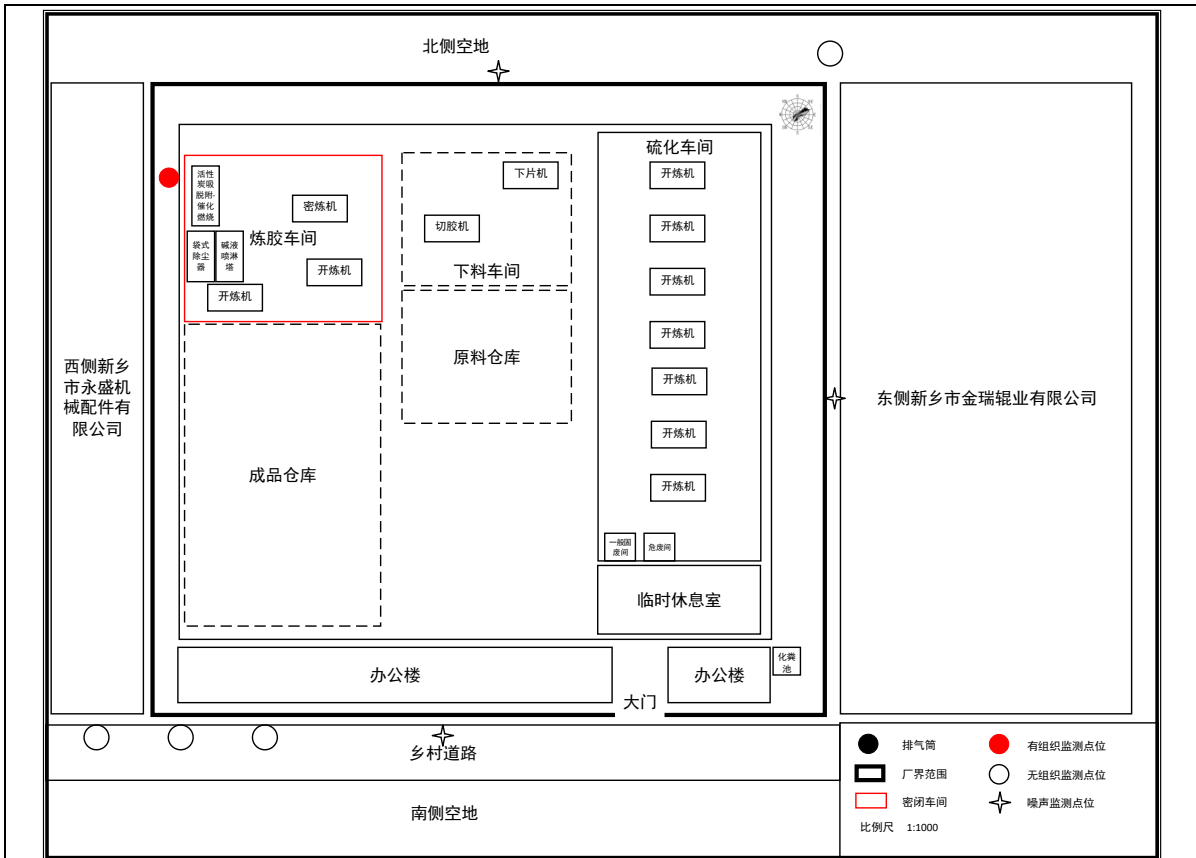 北侧空地
硫化车间
开炼机
开炼机
开炼机
开炼机
开炼机
开炼机
开炼机
一般固
废间
危废间
临时休息室
下片机
切胶机
下料车间
原料仓库
活性
炭吸
脱附-
催化
燃烧
密炼机
炼胶车间
袋式
除尘
器
碱液
喷淋
塔
开炼机
开炼机
成品仓库
西侧新乡
市永盛机
械配件有
限公司
东侧新乡市金瑞辊业有限公司
办公楼
办公楼
化粪
池
大门
乡村道路
南侧空地
排气筒
有组织监测点位
厂界范围
无组织监测点位
密闭车间
噪声监测点位
比例尺 1:1000